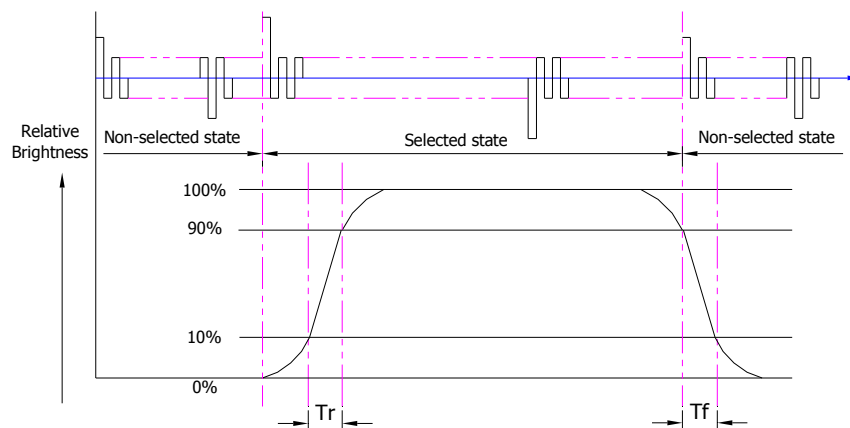 Relative
Brightness
Non-selected state
Selected state
Non-selected state
100%
90%
10%
0%
Tr
Tf